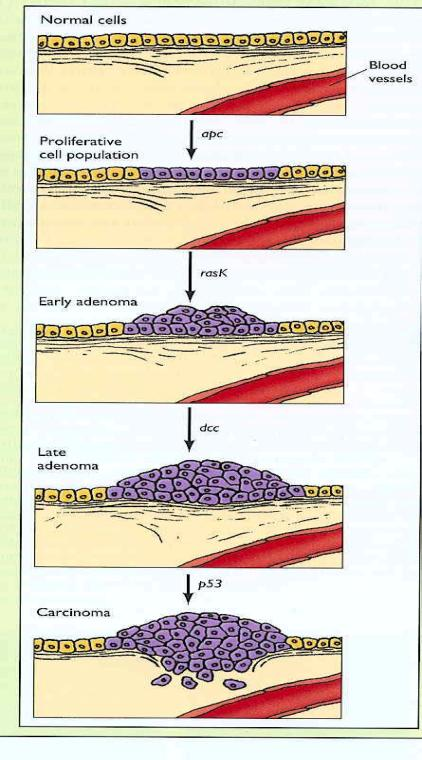 Normal cells
Blood
vessels
apc
Proliferative
cell population
rasK
Early adenoma
dcc
Late
adenoma
p53
Carcinoma